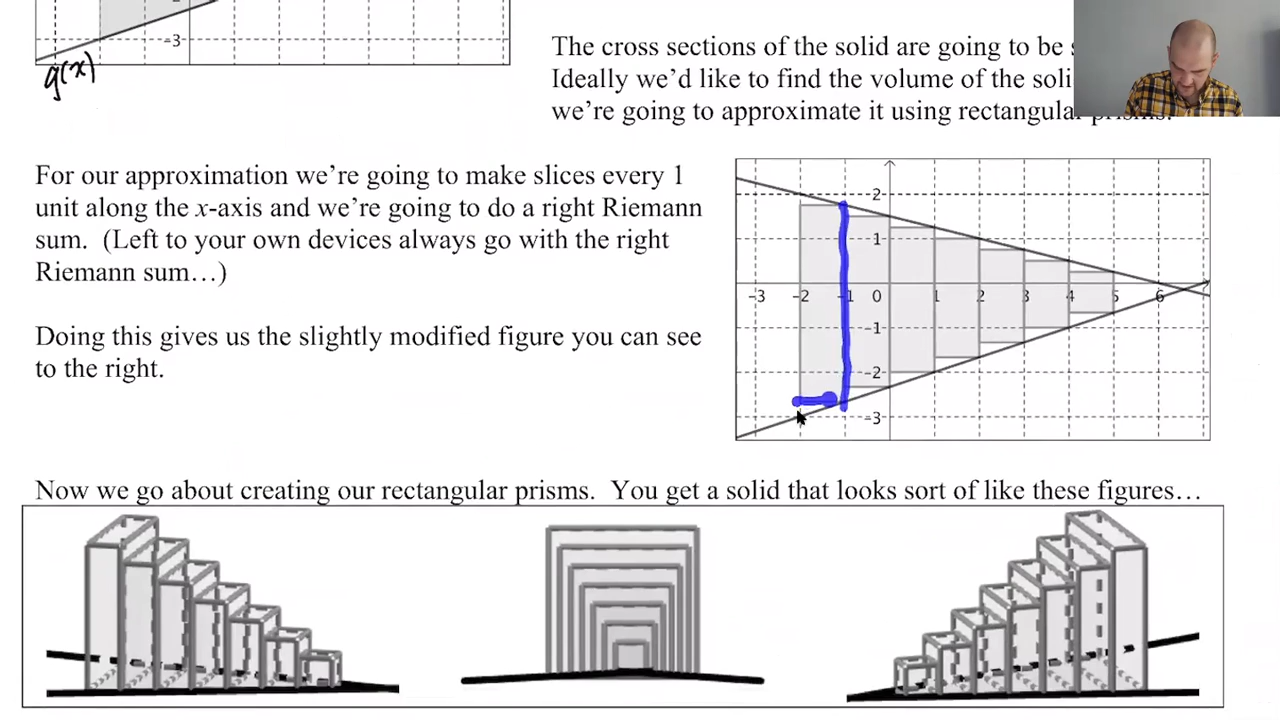 -3
g(x)
The cross sections of the solid are going to be
Ideally we'd like to find the volume of the soli
we're going to approximate it using rectangular prisms.
For our approximation we're going to make slices every 1
unit along the x-axis and we're going to do a right Riemann
sum. (Left to your own devices always go with the right
Riemann sum…)
Doing this gives us the slightly modified figure you can see
to the right.
2
1
-3 -2 -1 0 1 2 3 4 5 6
-1
-2
-3
Now we go about creating our rectangular prisms. You get a solid that looks sort of like these figures…